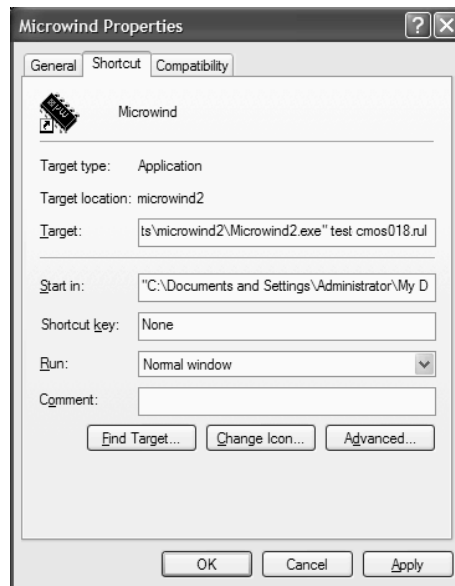 Microwind Properties
General Shortcut Compatibility
Microwind
Target type: Application
Target location: microwind2
Target: ts\microwind2\Microwind2.exe" test cmos018.rul
Start in: "C:\Documents and Settings\Administrator\My D
Shortcut key: None
Run: Normal window
Comment:
Find Target... Change Icon... Advanced...
OK Cancel Apply